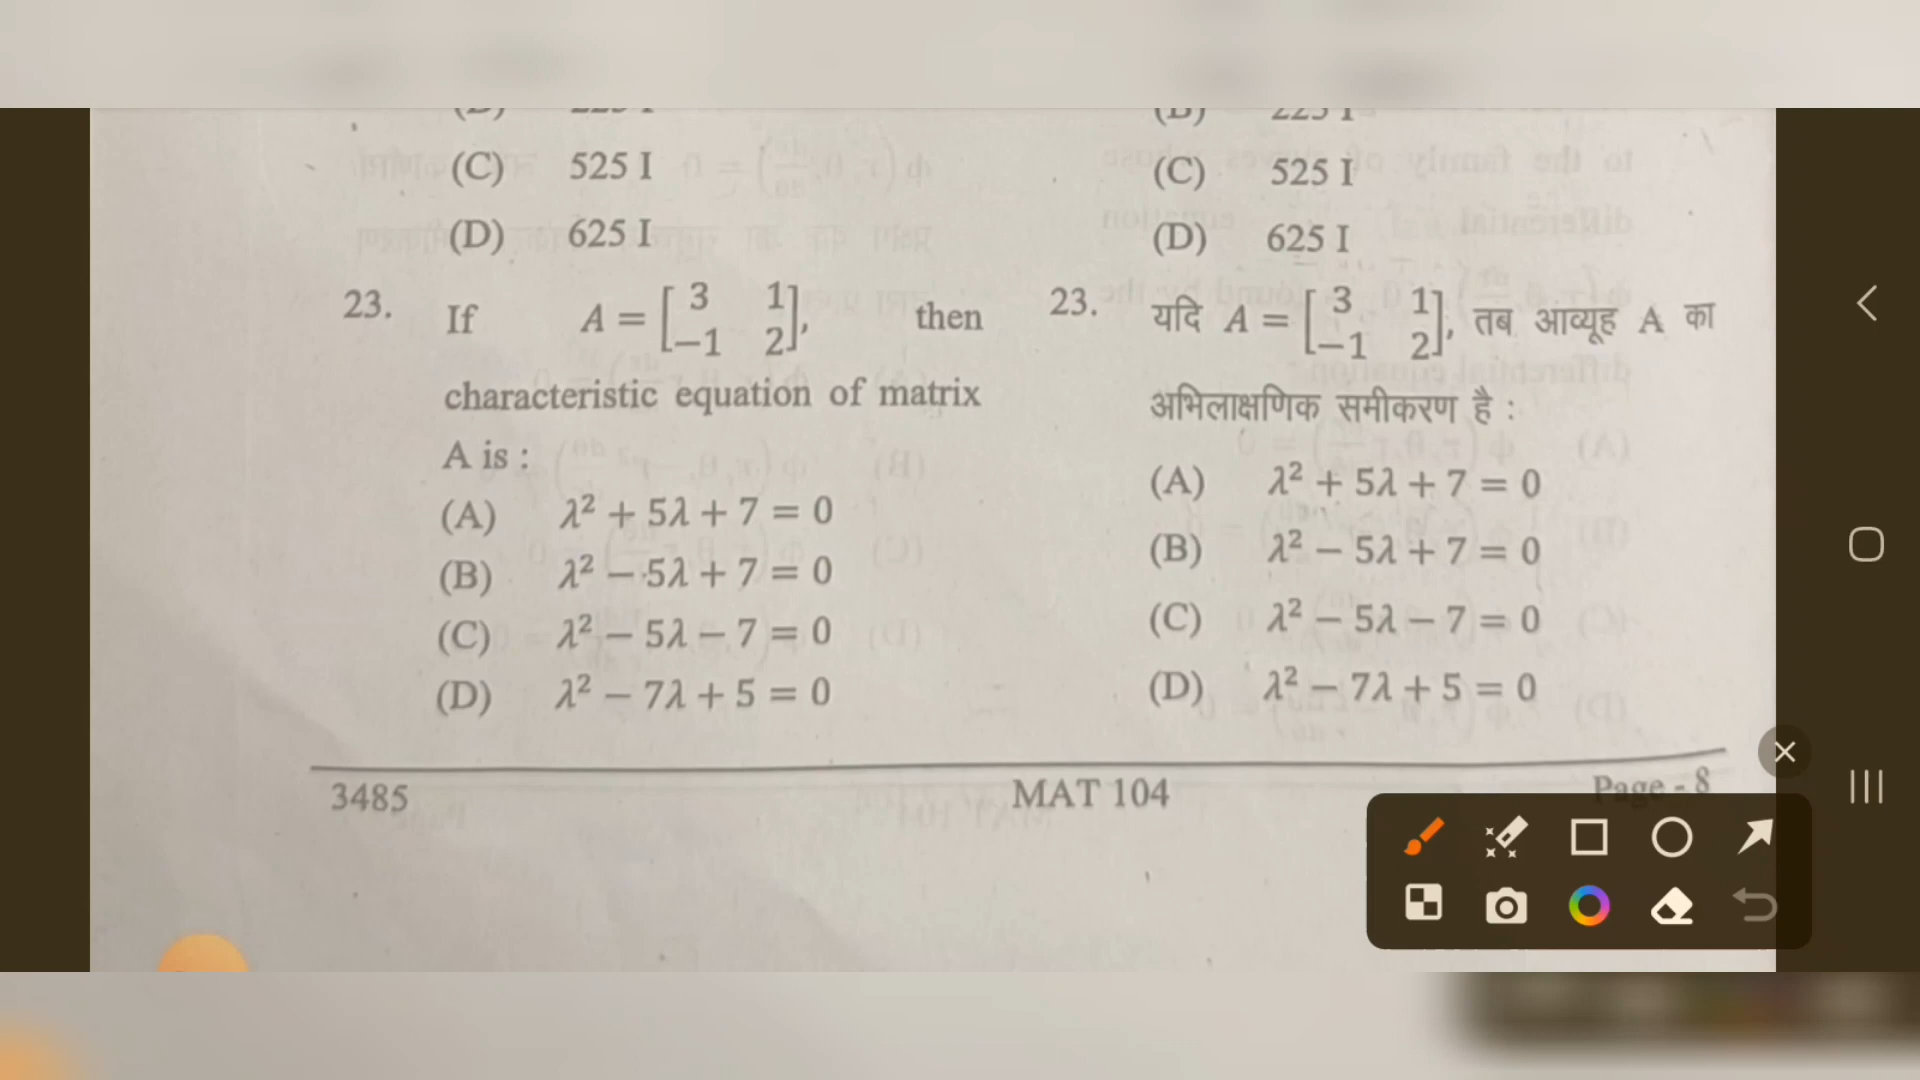 (C) 525 I
(D) 625 I
23. If A = [3 1
-1 2], then
characteristic equation of matrix
A is :
(A) λ² + 5λ + 7 = 0
(B) λ² − 5λ + 7 = 0
(C) λ² − 5λ − 7 = 0
(D) λ² − 7λ + 5 = 0
(B) 225 I
(C) 525 I
(D) 625 I
23. यदि A = [3 1
-1 2], तब आव्यूह A का
अभिलाक्षणिक समीकरण है :
(A) λ² + 5λ + 7 = 0
(B) λ² − 5λ + 7 = 0
(C) λ² − 5λ − 7 = 0
(D) λ² − 7λ + 5 = 0
3485 MAT 104 Page - 8